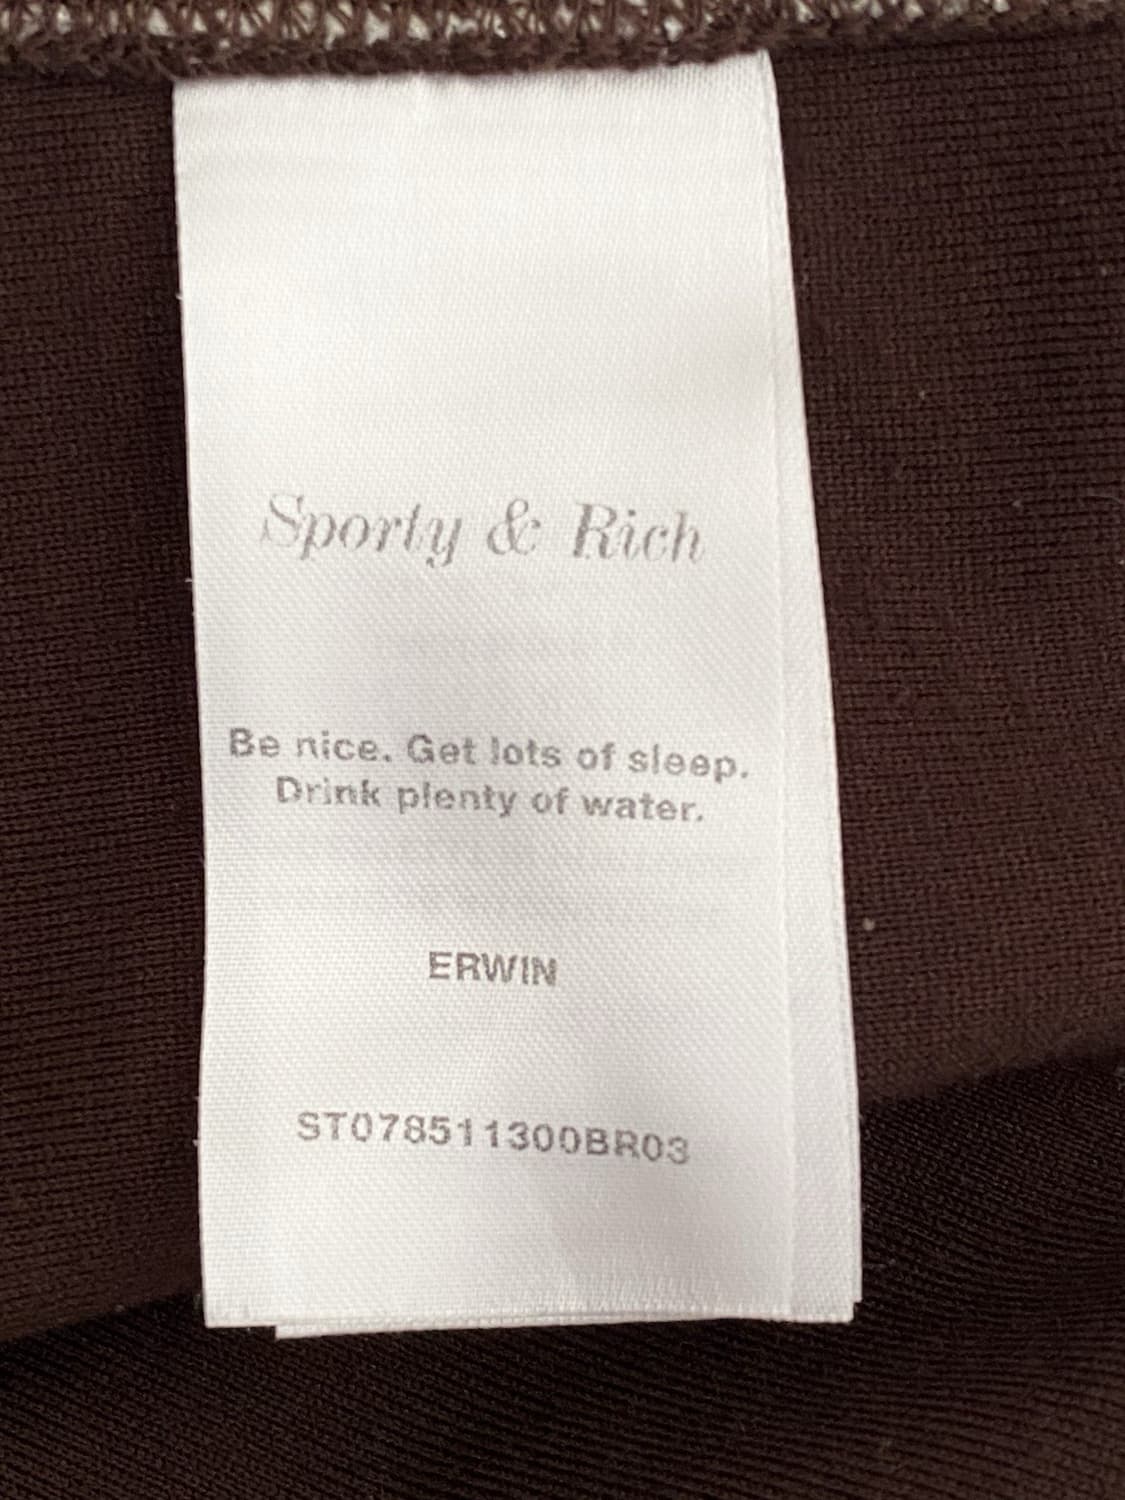 Sporty & Rich
Be nice. Get lots of sleep.
Drink plenty of water.
ERWIN
ST078511300BR03